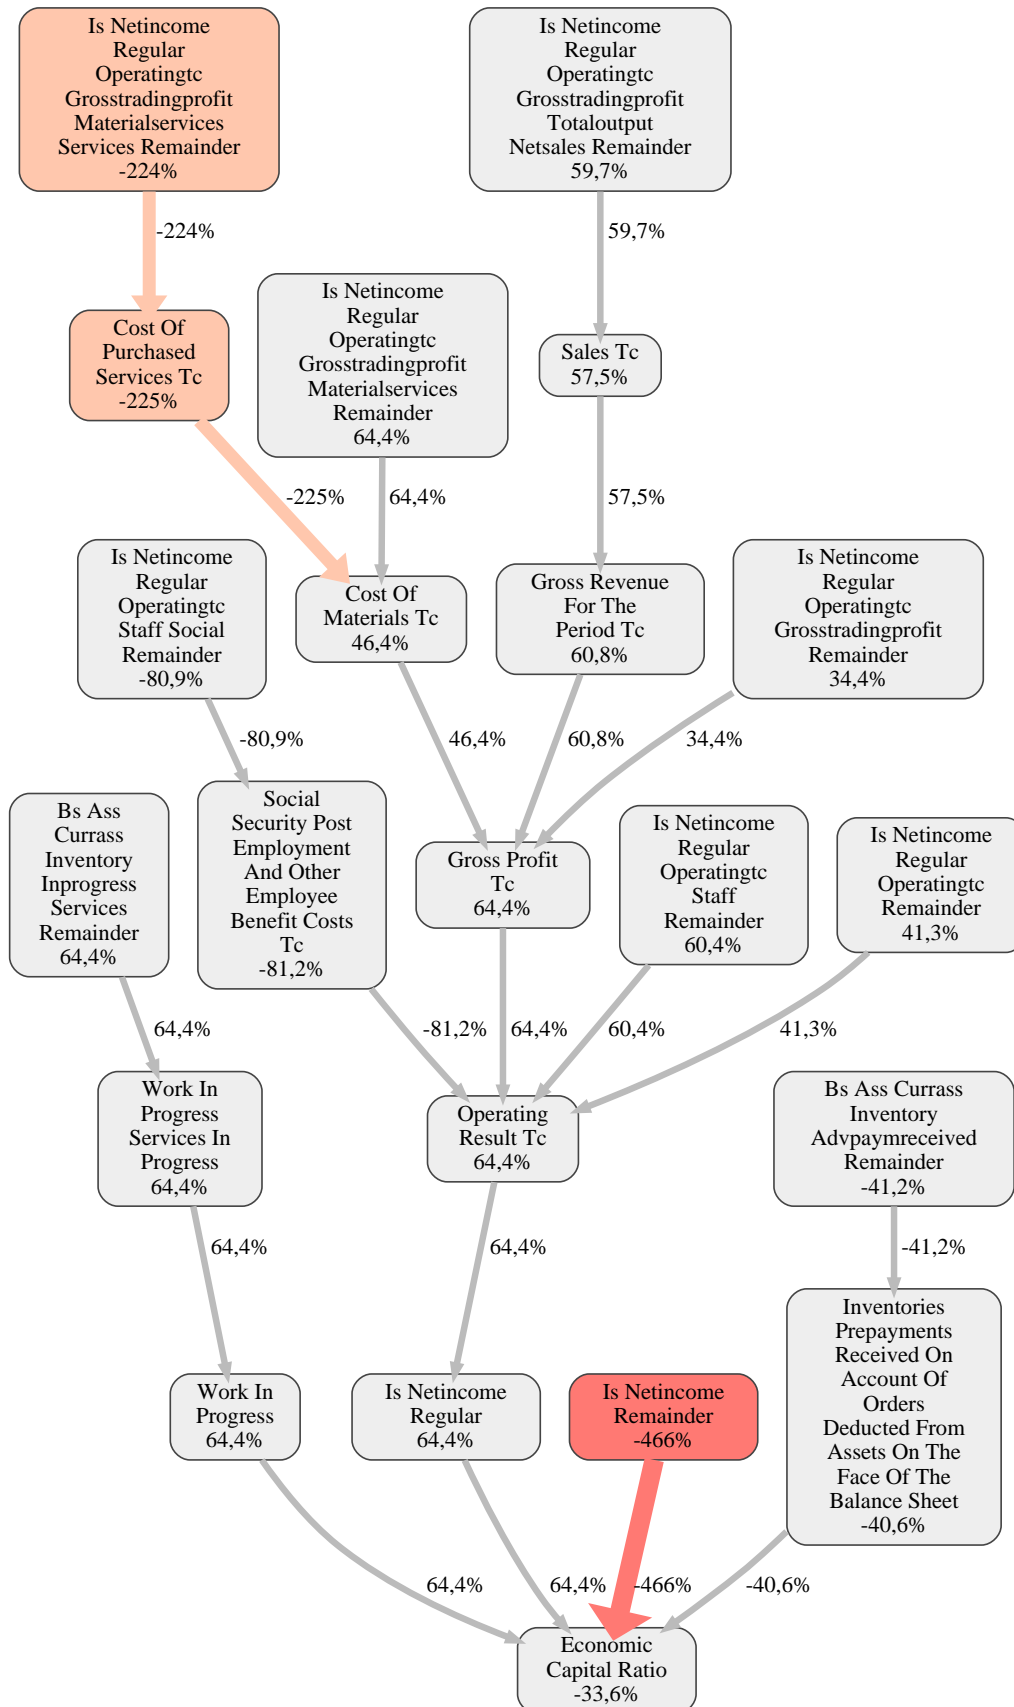 Is Netincome
Regular
Operatingtc
Grosstradingprofit
Materialservices
Services Remainder
-224%
Is Netincome
Regular
Operatingtc
Grosstradingprofit
Totaloutput
Netsales Remainder
59,7%
-224%
59,7%
Cost Of
Purchased
Services Tc
-225%
Is Netincome
Regular
Operatingtc
Grosstradingprofit
Materialservices
Remainder
64,4%
Sales Tc
57,5%
-225%
64,4%
57,5%
Is Netincome
Regular
Operatingtc
Staff Social
Remainder
-80,9%
Cost Of
Materials Tc
46,4%
Gross Revenue
For The
Period Tc
60,8%
Is Netincome
Regular
Operatingtc
Grosstradingprofit
Remainder
34,4%
-80,9%
46,4%
60,8%
34,4%
Bs Ass
Currass
Inventory
Inprogress
Services
Remainder
64,4%
Social
Security Post
Employment
And Other
Employee
Benefit Costs
Tc
-81,2%
Gross Profit
Tc
64,4%
Is Netincome
Regular
Operatingtc
Staff
Remainder
60,4%
Is Netincome
Regular
Operatingtc
Remainder
41,3%
64,4%
-81,2%
64,4%
60,4%
41,3%
Work In
Progress
Services In
Progress
64,4%
Operating
Result Tc
64,4%
Bs Ass Currass
Inventory
Advpaymreceived
Remainder
-41,2%
64,4%
64,4%
-41,2%
Work In
Progress
64,4%
Is Netincome
Regular
64,4%
Is Netincome
Remainder
-466%
Inventories
Prepayments
Received On
Account Of
Orders
Deducted From
Assets On The
Face Of The
Balance Sheet
-40,6%
64,4%
64,4%
-466%
-40,6%
Economic
Capital Ratio
-33,6%